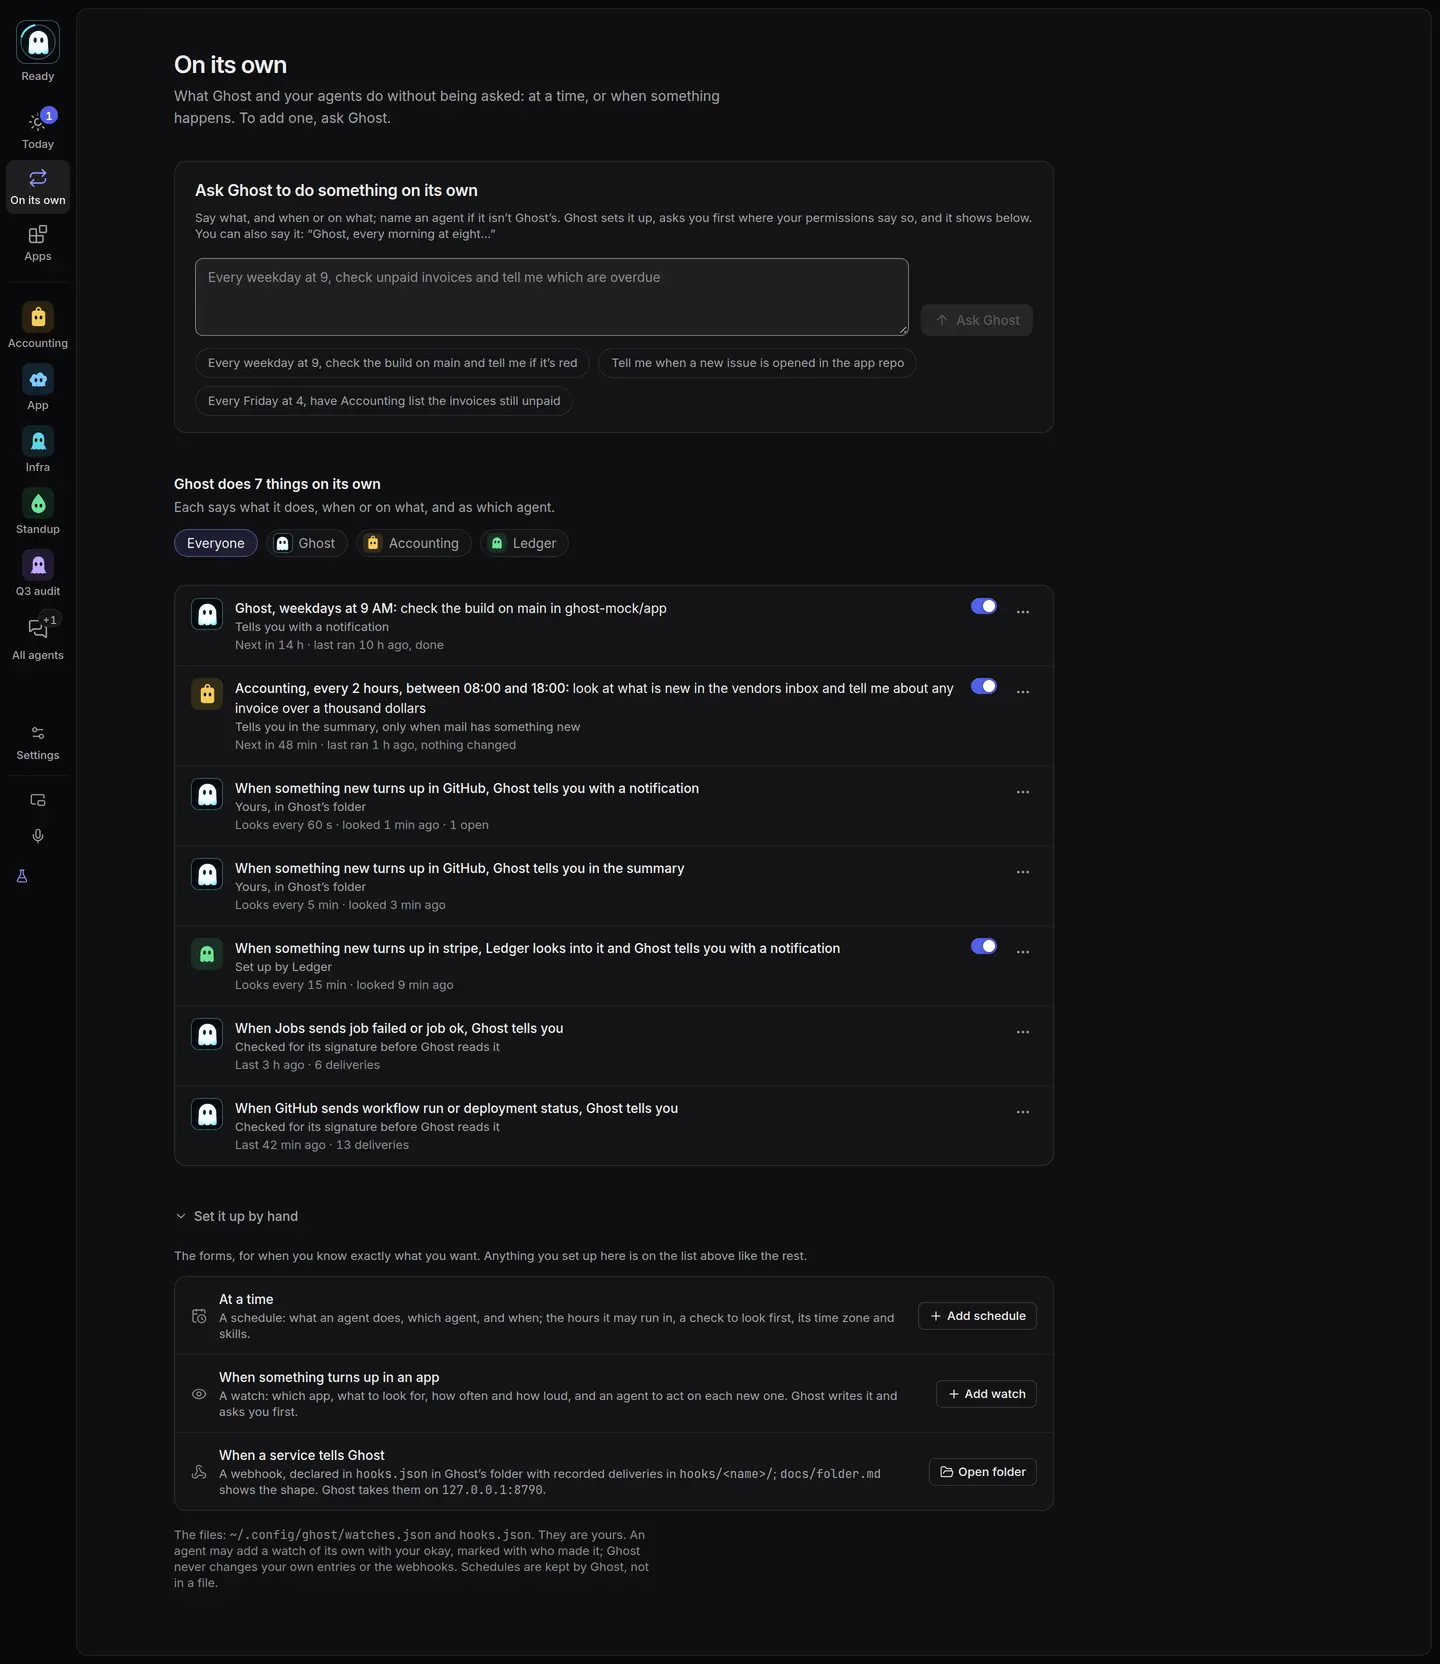 Ready
1
Today
On its own
Apps
Accounting
App
Infra
Standup
Q3 audit
+1
All agents
Settings
On its own
What Ghost and your agents do without being asked: at a time, or when something
happens. To add one, ask Ghost.
Ask Ghost to do something on its own
Say what, and when or on what; name an agent if it isn’t Ghost’s. Ghost sets it up, asks you first where your permissions say so, and it shows below.
You can also say it: “Ghost, every morning at eight…”
Every weekday at 9, check unpaid invoices and tell me which are overdue
Ask Ghost
Every weekday at 9, check the build on main and tell me if it’s red
Tell me when a new issue is opened in the app repo
Every Friday at 4, have Accounting list the invoices still unpaid
Ghost does 7 things on its own
Each says what it does, when or on what, and as which agent.
Everyone
Ghost
Accounting
Ledger
Ghost, weekdays at 9 AM: check the build on main in ghost-mock/app
Tells you with a notification
Next in 14 h · last ran 10 h ago, done
Accounting, every 2 hours, between 08:00 and 18:00: look at what is new in the vendors inbox and tell me about any
invoice over a thousand dollars
Tells you in the summary, only when mail has something new
Next in 48 min · last ran 1 h ago, nothing changed
When something new turns up in GitHub, Ghost tells you with a notification
Yours, in Ghost’s folder
Looks every 60 s · looked 1 min ago · 1 open
When something new turns up in GitHub, Ghost tells you in the summary
Yours, in Ghost’s folder
Looks every 5 min · looked 3 min ago
When something new turns up in stripe, Ledger looks into it and Ghost tells you with a notification
Set up by Ledger
Looks every 15 min · looked 9 min ago
When Jobs sends job failed or job ok, Ghost tells you
Checked for its signature before Ghost reads it
Last 3 h ago · 6 deliveries
When GitHub sends workflow run or deployment status, Ghost tells you
Checked for its signature before Ghost reads it
Last 42 min ago · 13 deliveries
Set it up by hand
The forms, for when you know exactly what you want. Anything you set up here is on the list above like the rest.
At a time
A schedule: what an agent does, which agent, and when; the hours it may run in, a check to look first, its time zone and
skills.
Add schedule
When something turns up in an app
A watch: which app, what to look for, how often and how loud, and an agent to act on each new one. Ghost writes it and
asks you first.
Add watch
When a service tells Ghost
A webhook, declared in hooks.json in Ghost’s folder with recorded deliveries in hooks/<name>/; docs/folder.md
shows the shape. Ghost takes them on 127.0.0.1:8790.
Open folder
The files: ~/.config/ghost/watches.json and hooks.json. They are yours. An
agent may add a watch of its own with your okay, marked with who made it; Ghost
never changes your own entries or the webhooks. Schedules are kept by Ghost, not
in a file.